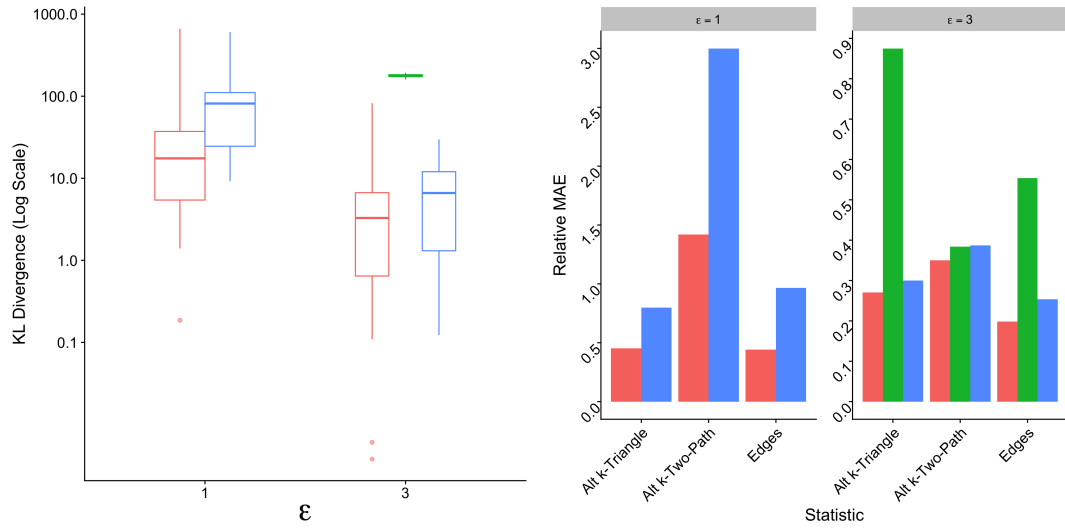 KL Divergence (Log Scale)
1000.0
100.0
10.0
1.0
0.1
1
3
ε
Relative MAE
ε = 1
3.0
2.5
2.0
1.5
1.0
0.5
0.0
Alt k-Triangle
Alt k-Two-Path
Edges
ε = 3
0.9
0.8
0.7
0.6
0.5
0.4
0.3
0.2
0.1
0.0
Alt k-Triangle
Alt k-Two-Path
Edges
Statistic